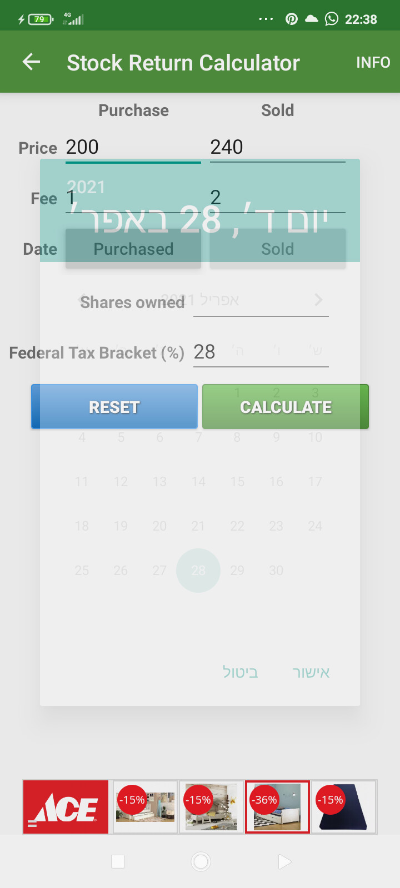 79 4G ... 22:38
Stock Return Calculator INFO
Purchase Sold
Price 200 240
2021
Fee 1 2
יום ד׳, 28 באפר׳
Date Purchased Sold
אפריל 2021
Shares owned
ה׳ ו׳ ש׳
Federal Tax Bracket (%) 28
1 2 3
RESET CALCULATE
4 5 6 7 8 9 10
11 12 13 14 15 16 17
18 19 20 21 22 23 24
25 26 27 28 29 30
ביטול אישור
ACE -15% -15% -36% -15%